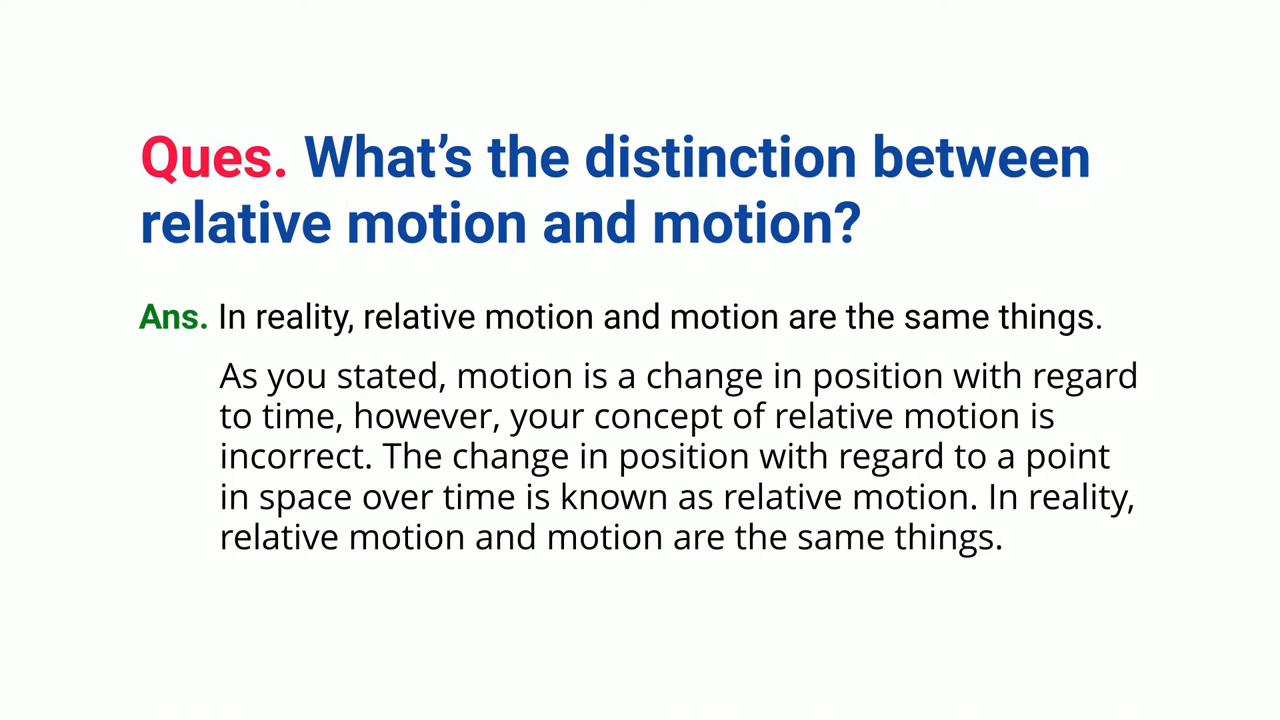 Ques. What’s the distinction between
relative motion and motion?
Ans. In reality, relative motion and motion are the same things.
As you stated, motion is a change in position with regard
to time, however, your concept of relative motion is
incorrect. The change in position with regard to a point
in space over time is known as relative motion. In reality,
relative motion and motion are the same things.